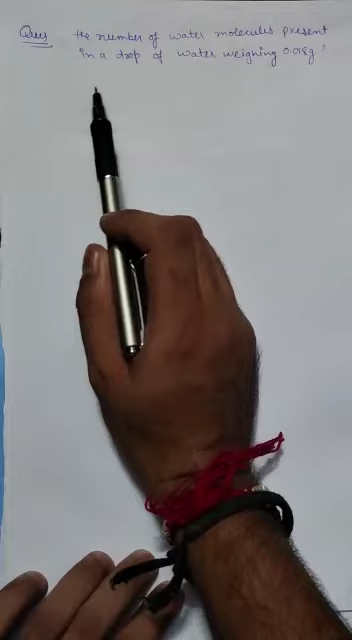 Ques the number of water molecules present
in a drop of water weighing 0.018g ?